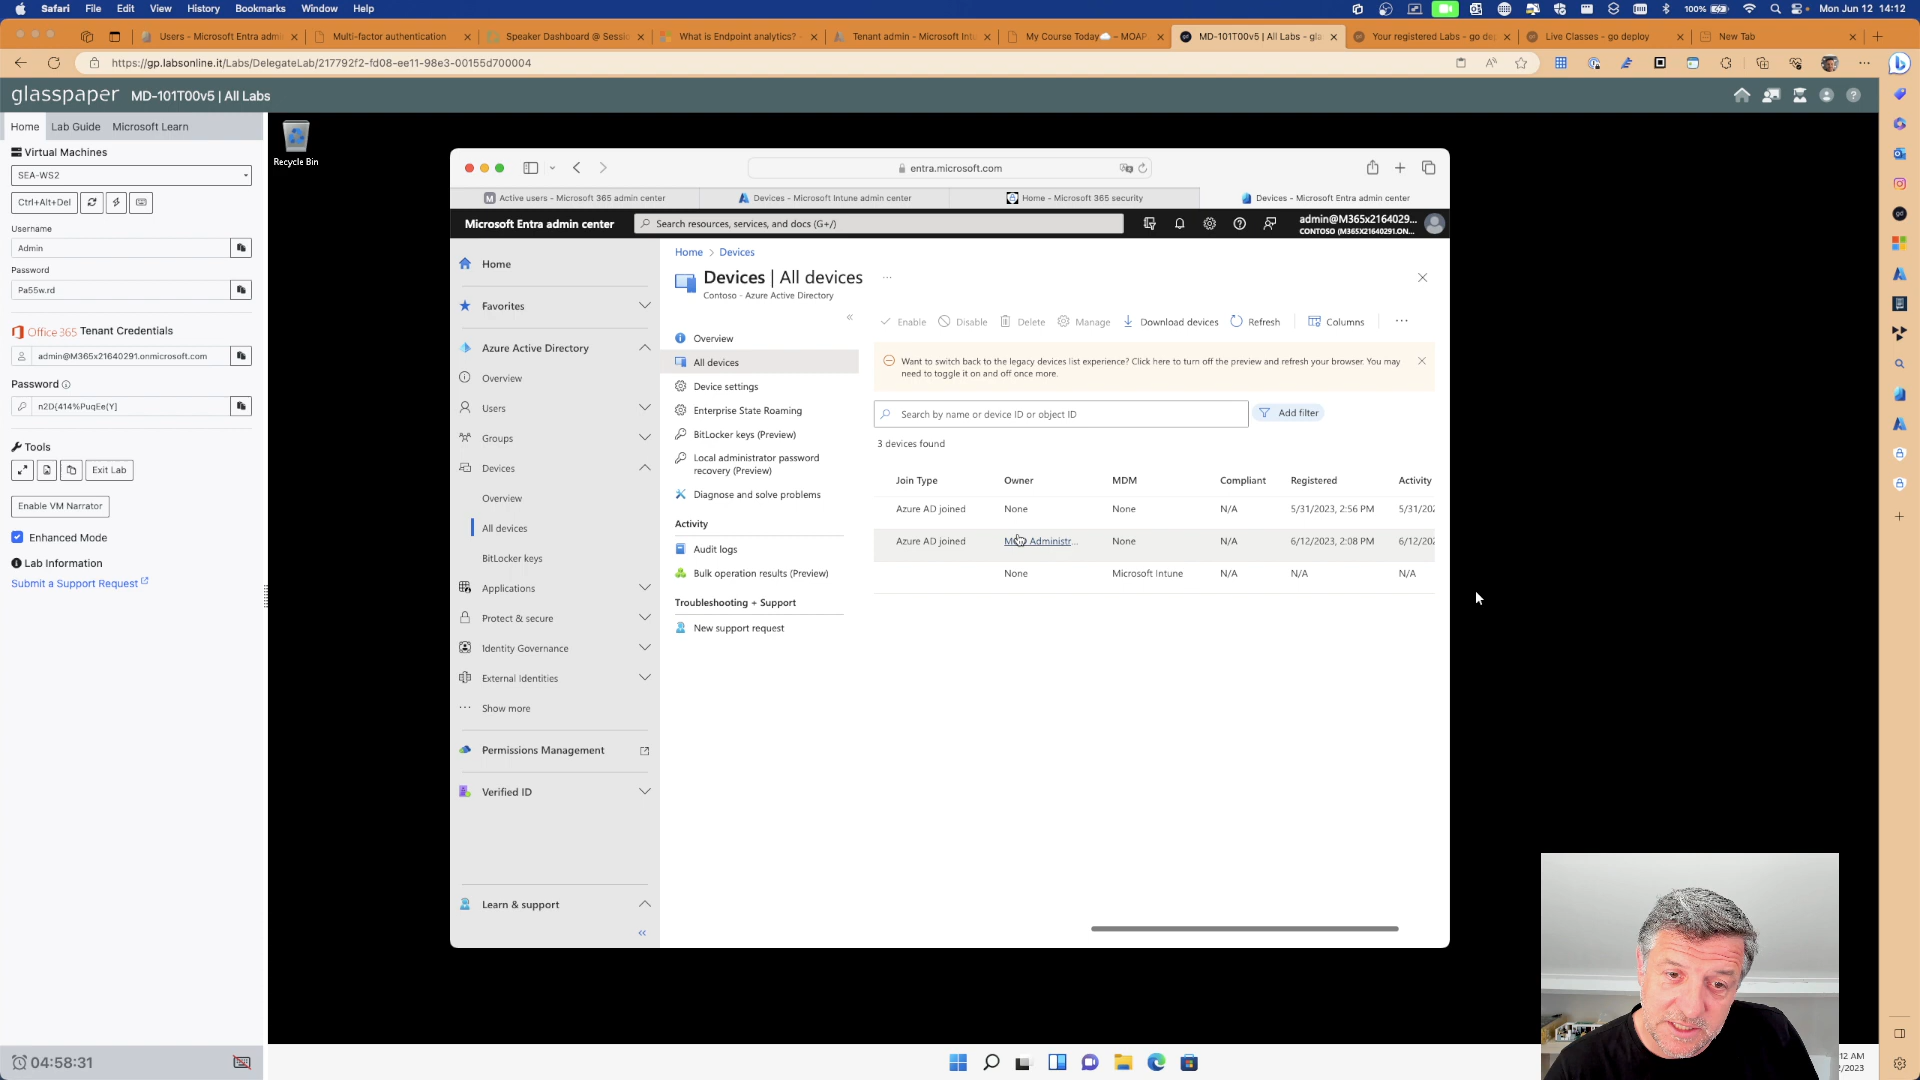 Safari File Edit View History Bookmarks Window Help
100% Mon Jun 12 14:12
Users - Microsoft Entra admi
Multi-factor authentication
Speaker Dashboard @ Sessio
What is Endpoint analytics? -
Tenant admin - Microsoft Int
My Course Today - MOAP
MD-101T00v5 | All Labs - gla
Your registered Labs - go de
Live Classes - go deploy
New Tab
https://gp.labsonline.it/Labs/DelegateLab/217792f2-fd08-ee11-98e3-00155d700004
glasspaper MD-101T00v5 | All Labs
Home Lab Guide Microsoft Learn
Virtual Machines
SEA-WS2
Ctrl+Alt+Del
Username
Admin
Password
Pa55w.rd
Office 365 Tenant Credentials
admin@M365x21640291.onmicrosoft.com
Password
n2D{414%PuqEe(Y]
Tools
Exit Lab
Enable VM Narrator
Enhanced Mode
Lab Information
Submit a Support Request
04:58:31
Recycle Bin
entra.microsoft.com
Active users - Microsoft 365 admin center
Devices - Microsoft Intune admin center
Home - Microsoft 365 security
Devices - Microsoft Entra admin center
Microsoft Entra admin center
Search resources, services, and docs (G+/)
admin@M365x2164029...
CONTOSO (M365X21640291.ON...
Home
Favorites
Azure Active Directory
Overview
Users
Groups
Devices
Overview
All devices
BitLocker keys
Applications
Protect & secure
Identity Governance
External Identities
Show more
Permissions Management
Verified ID
Learn & support
Home > Devices
Devices | All devices ...
Contoso - Azure Active Directory
Overview
All devices
Device settings
Enterprise State Roaming
BitLocker keys (Preview)
Local administrator password
recovery (Preview)
Diagnose and solve problems
Activity
Audit logs
Bulk operation results (Preview)
Troubleshooting + Support
New support request
Enable Disable Delete Manage Download devices Refresh Columns
Want to switch back to the legacy devices list experience? Click here to turn off the preview and refresh your browser. You may
need to toggle it on and off once more.
Search by name or device ID or object ID
Add filter
3 devices found
Join Type Owner MDM Compliant Registered Activity
Azure AD joined None None N/A 5/31/2023, 2:56 PM 5/31/202
Azure AD joined Administr... None N/A 6/12/2023, 2:08 PM 6/12/202
None Microsoft Intune N/A N/A N/A
12 AM
/2023